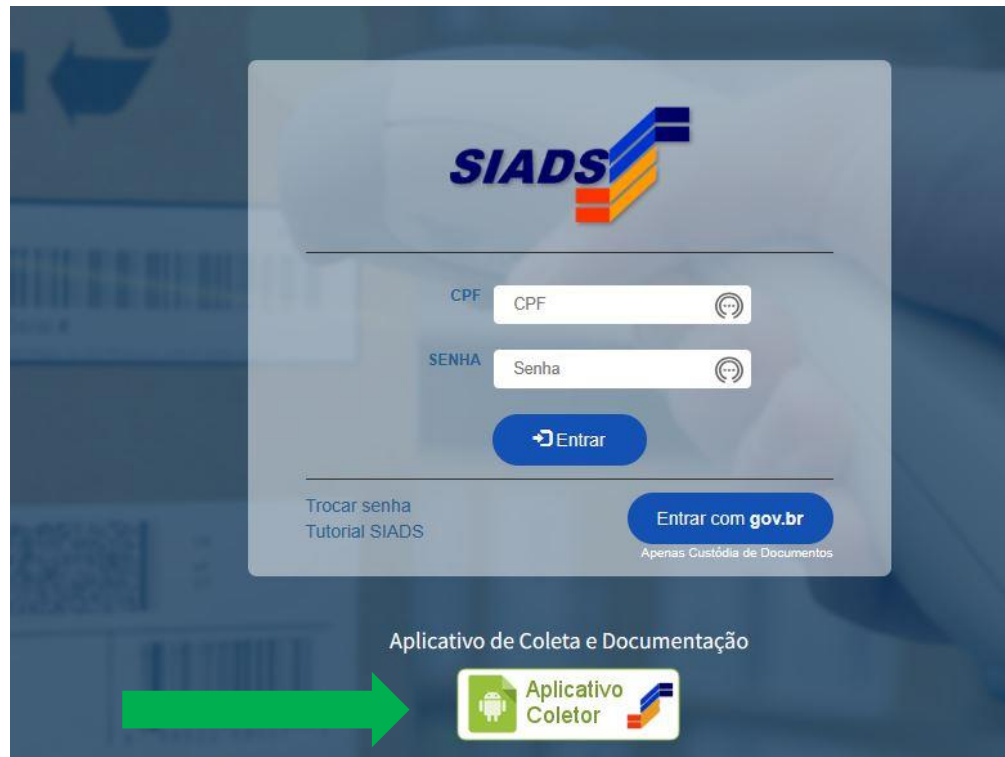 SIADS
CPF
CPF
SENHA
Senha
Entrar
Trocar senha
Tutorial SIADS
Entrar com gov.br
Apenas Custódia de Documentos
Aplicativo de Coleta e Documentação
Aplicativo
Coletor